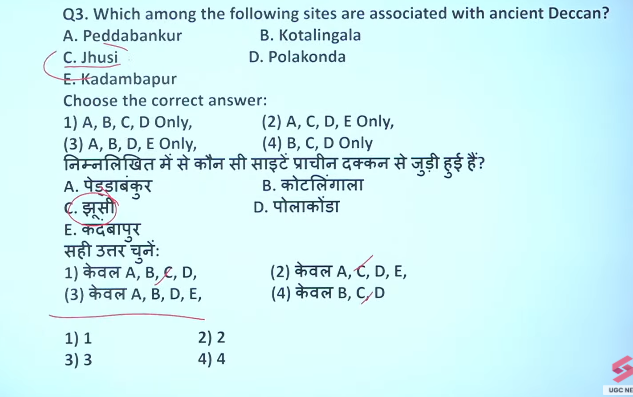 Q3. Which among the following sites are associated with ancient Deccan?
A. Peddabankur B. Kotalingala
C. Jhusi D. Polakonda
E. Kadambapur
Choose the correct answer:
1) A, B, C, D Only, (2) A, C, D, E Only,
(3) A, B, D, E Only, (4) B, C, D Only
निम्नलिखित में से कौन सी साइटें प्राचीन दक्कन से जुड़ी हुई हैं?
A. पेड्डाबंकुर B. कोटलिंगाला
C. झूसी D. पोलाकोंडा
E. कदंबापुर
सही उत्तर चुनें:
1) केवल A, B, C, D, (2) केवल A, C, D, E,
(3) केवल A, B, D, E, (4) केवल B, C, D
1) 1 2) 2
3) 3 4) 4
UGC NE